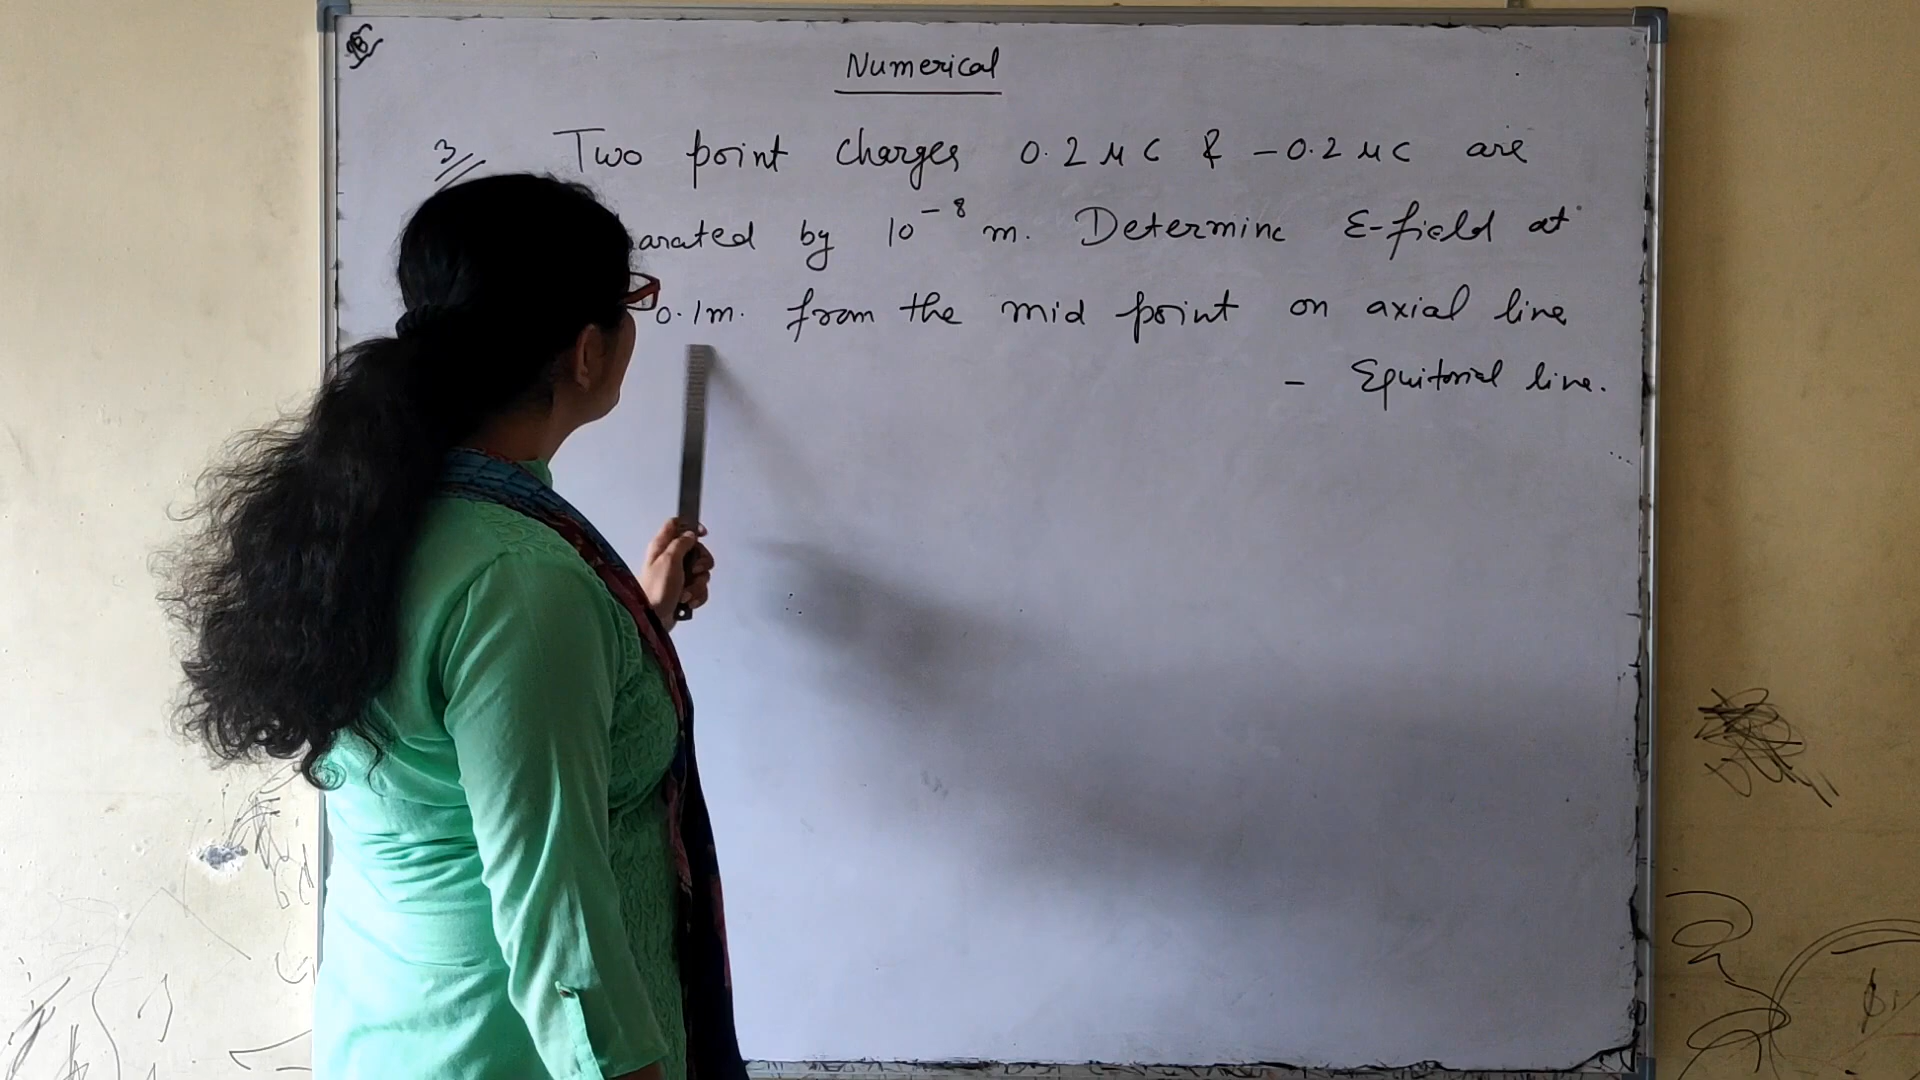 Numerical
3 Two point charges 0.2 μC & -0.2 μC are
arated by 10⁻⁸ m. Determine E-field at
0.1m. from the mid point on axial line
- Equitorial line.